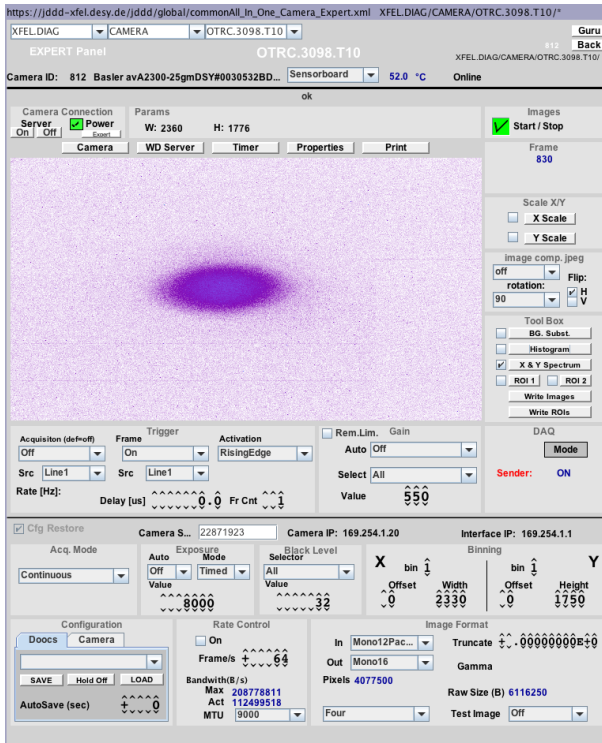 https://jddd-xfel.desy.de/jddd/global/commonAll_In_One_Camera_Expert.xml XFEL.DIAG/CAMERA/OTRC.3098.T10/*
XFEL.DIAG CAMERA OTRC.3098.T10 Guru
EXPERT Panel OTRC.3098.T10 812 Back
XFEL.DIAG/CAMERA/OTRC.3098.T10/
Camera ID: 812 Basler avA2300-25gmDSY#0030532BD... Sensorboard 52.0 °C Online
ok
Camera Connection Params Images
Server Power W: 2360 H: 1776 Start / Stop
On Off Expert
Camera WD Server Timer Properties Print
Frame
830
Scale X/Y
X Scale
Y Scale
image comp. jpeg
off Flip:
rotation: H
90 V
Tool Box
BG. Subst.
Histogram
X & Y Spectrum
ROI 1 ROI 2
Write Images
Write ROIs
Trigger Rem.Lim. Gain DAQ
Acquisiton (def=off) Frame Activation
Off On RisingEdge Auto Off Mode
Src Line1 Src Line1 Select All Sender: ON
Rate [Hz]: Delay [us] 0.0 Fr Cnt 1 Value 550
Cfg Restore Camera S... 22871923 Camera IP: 169.254.1.20 Interface IP: 169.254.1.1
Acq. Mode Exposure Black Level Binning
Auto Mode Selector X bin 1 bin 1 Y
Continuous Off Timed All
Value Value Offset Width Offset Height
8000 32 0 2330 0 1750
Configuration Rate Control Image Format
Doocs Camera On In Mono12Pac... Truncate +.00000000E+0
Frame/s + 64 Out Mono16 Gamma
SAVE Hold Off LOAD Bandwith(B/s) Pixels 4077500
Max 208778811 Raw Size (B) 6116250
AutoSave (sec) + 0 Act 112499518
MTU 9000 Four Test Image Off